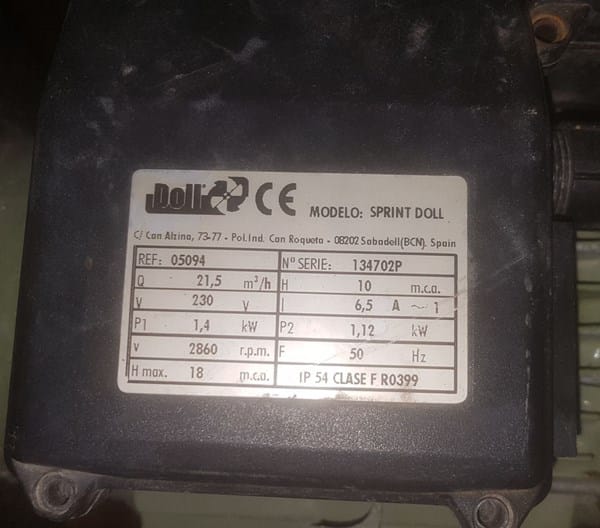 Doll CE MODELO: SPRINT DOLL
C/ Can Alzina, 73-77 - Pol. Ind. Can Roqueta - 08202 Sabadell (BCN). Spain
REF: 05094 Nº SERIE: 134702P
Q 21,5 m³/h H 10 m.c.a.
V 230 V I 6,5 A ~ 1
P1 1,4 kW P2 1,12 kW
v 2860 r.p.m. F 50 Hz
H max. 18 m.c.a. IP 54 CLASE F R0399